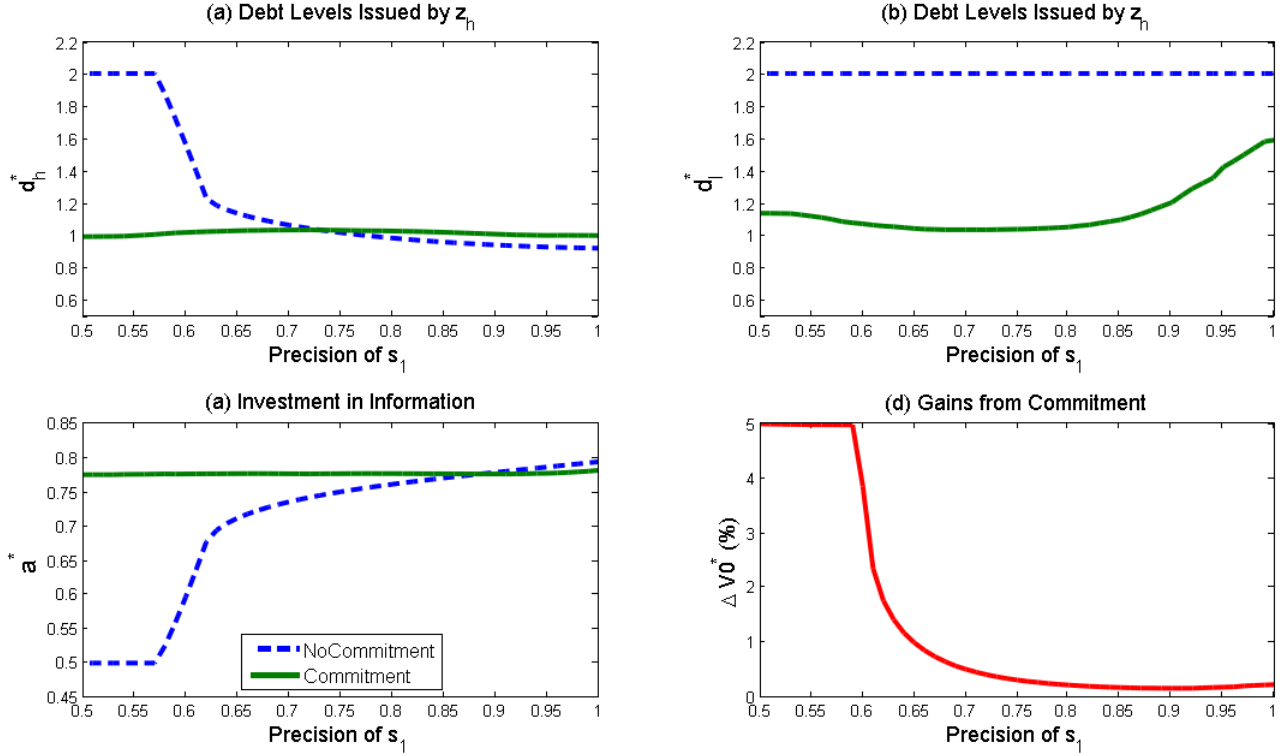 (a) Debt Levels Issued by z_h
2.2
2
1.8
1.6
1.4
1.2
1
0.8
0.6
d_h^*
0.5 0.55 0.6 0.65 0.7 0.75 0.8 0.85 0.9 0.95 1
Precision of s_1
(b) Debt Levels Issued by z_h
2.2
2
1.8
1.6
1.4
1.2
1
0.8
0.6
d_l^*
0.5 0.55 0.6 0.65 0.7 0.75 0.8 0.85 0.9 0.95 1
Precision of s_1
(a) Investment in Information
0.85
0.8
0.75
0.7
0.65
0.6
0.55
0.5
0.45
a^*
NoCommitment
Commitment
0.5 0.55 0.6 0.65 0.7 0.75 0.8 0.85 0.9 0.95 1
Precision of s_1
(d) Gains from Commitment
5
4
3
2
1
0
Δ V0^* (%)
0.5 0.55 0.6 0.65 0.7 0.75 0.8 0.85 0.9 0.95 1
Precision of s_1